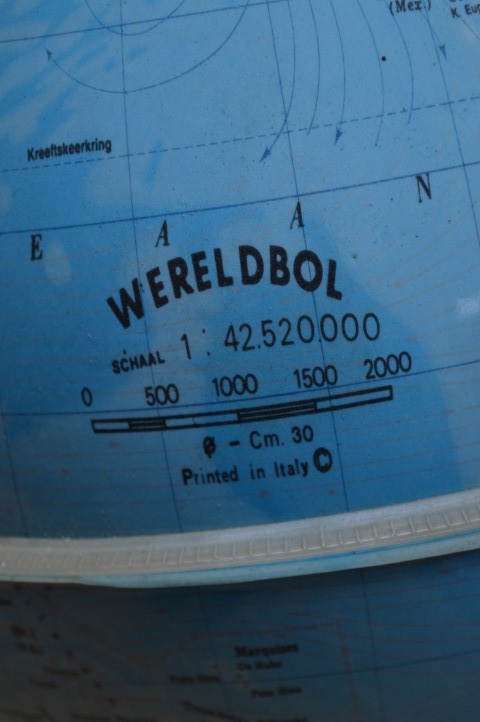 (Mex.)
Kreeftskeerkring
E A A N
WERELDBOL
SCHAAL 1 : 42.520.000
0 500 1000 1500 2000
ø - Cm. 30
Printed in Italy ©
Marquises